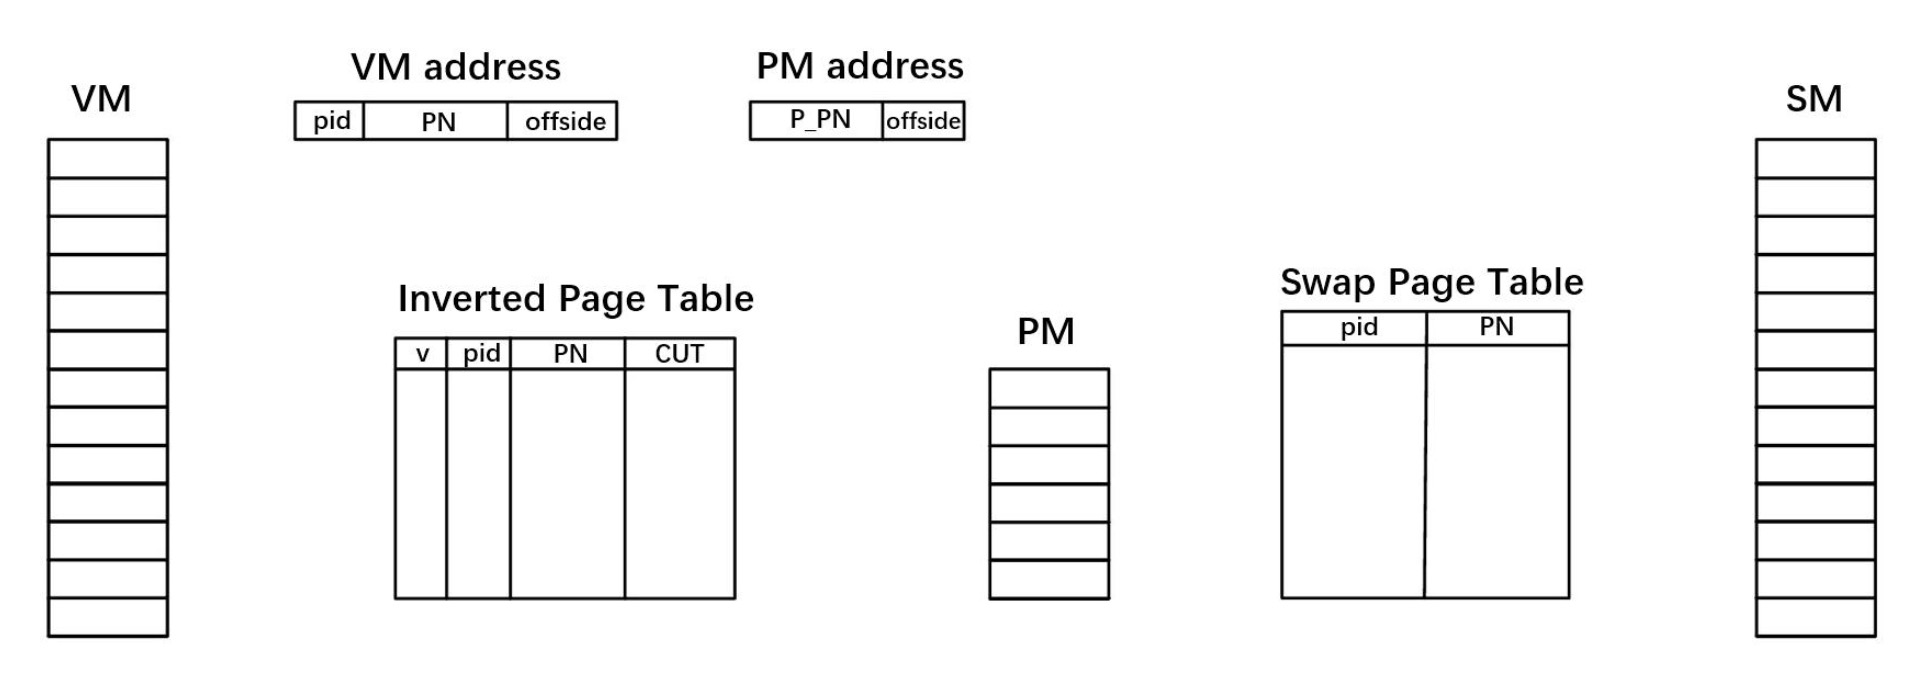 VM
VM address
pid PN offside
PM address
P_PN offside
SM
Inverted Page Table
v pid PN CUT
PM
Swap Page Table
pid PN